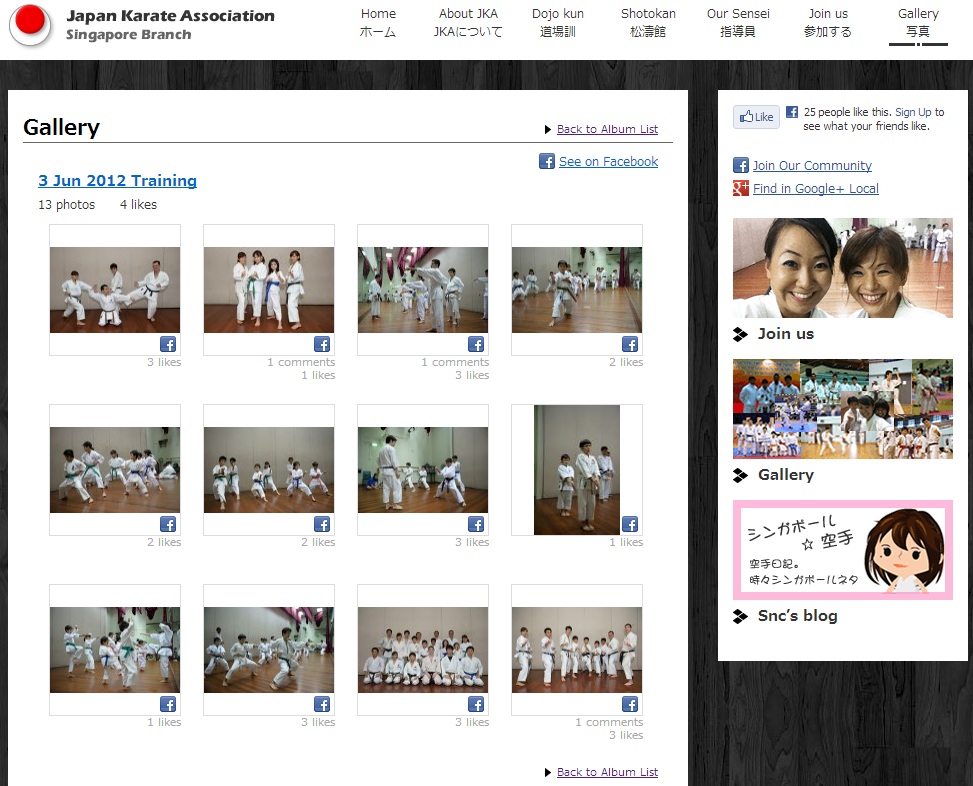 Japan Karate Association
Singapore Branch
Home
ホーム
About JKA
JKAについて
Dojo kun
道場訓
Shotokan
松濤館
Our Sensei
指導員
Join us
参加する
Gallery
写真
Gallery
Back to Album List
See on Facebook
3 Jun 2012 Training
13 photos 4 likes
3 likes
1 comments
1 likes
1 comments
3 likes
2 likes
2 likes
2 likes
3 likes
1 likes
1 likes
3 likes
3 likes
1 comments
3 likes
Back to Album List
Like
25 people like this. Sign Up to
see what your friends like.
Join Our Community
Find in Google+ Local
Join us
Gallery
シンガポール
☆ 空手
空手日記。
時々シンガポールネタ
Snc's blog